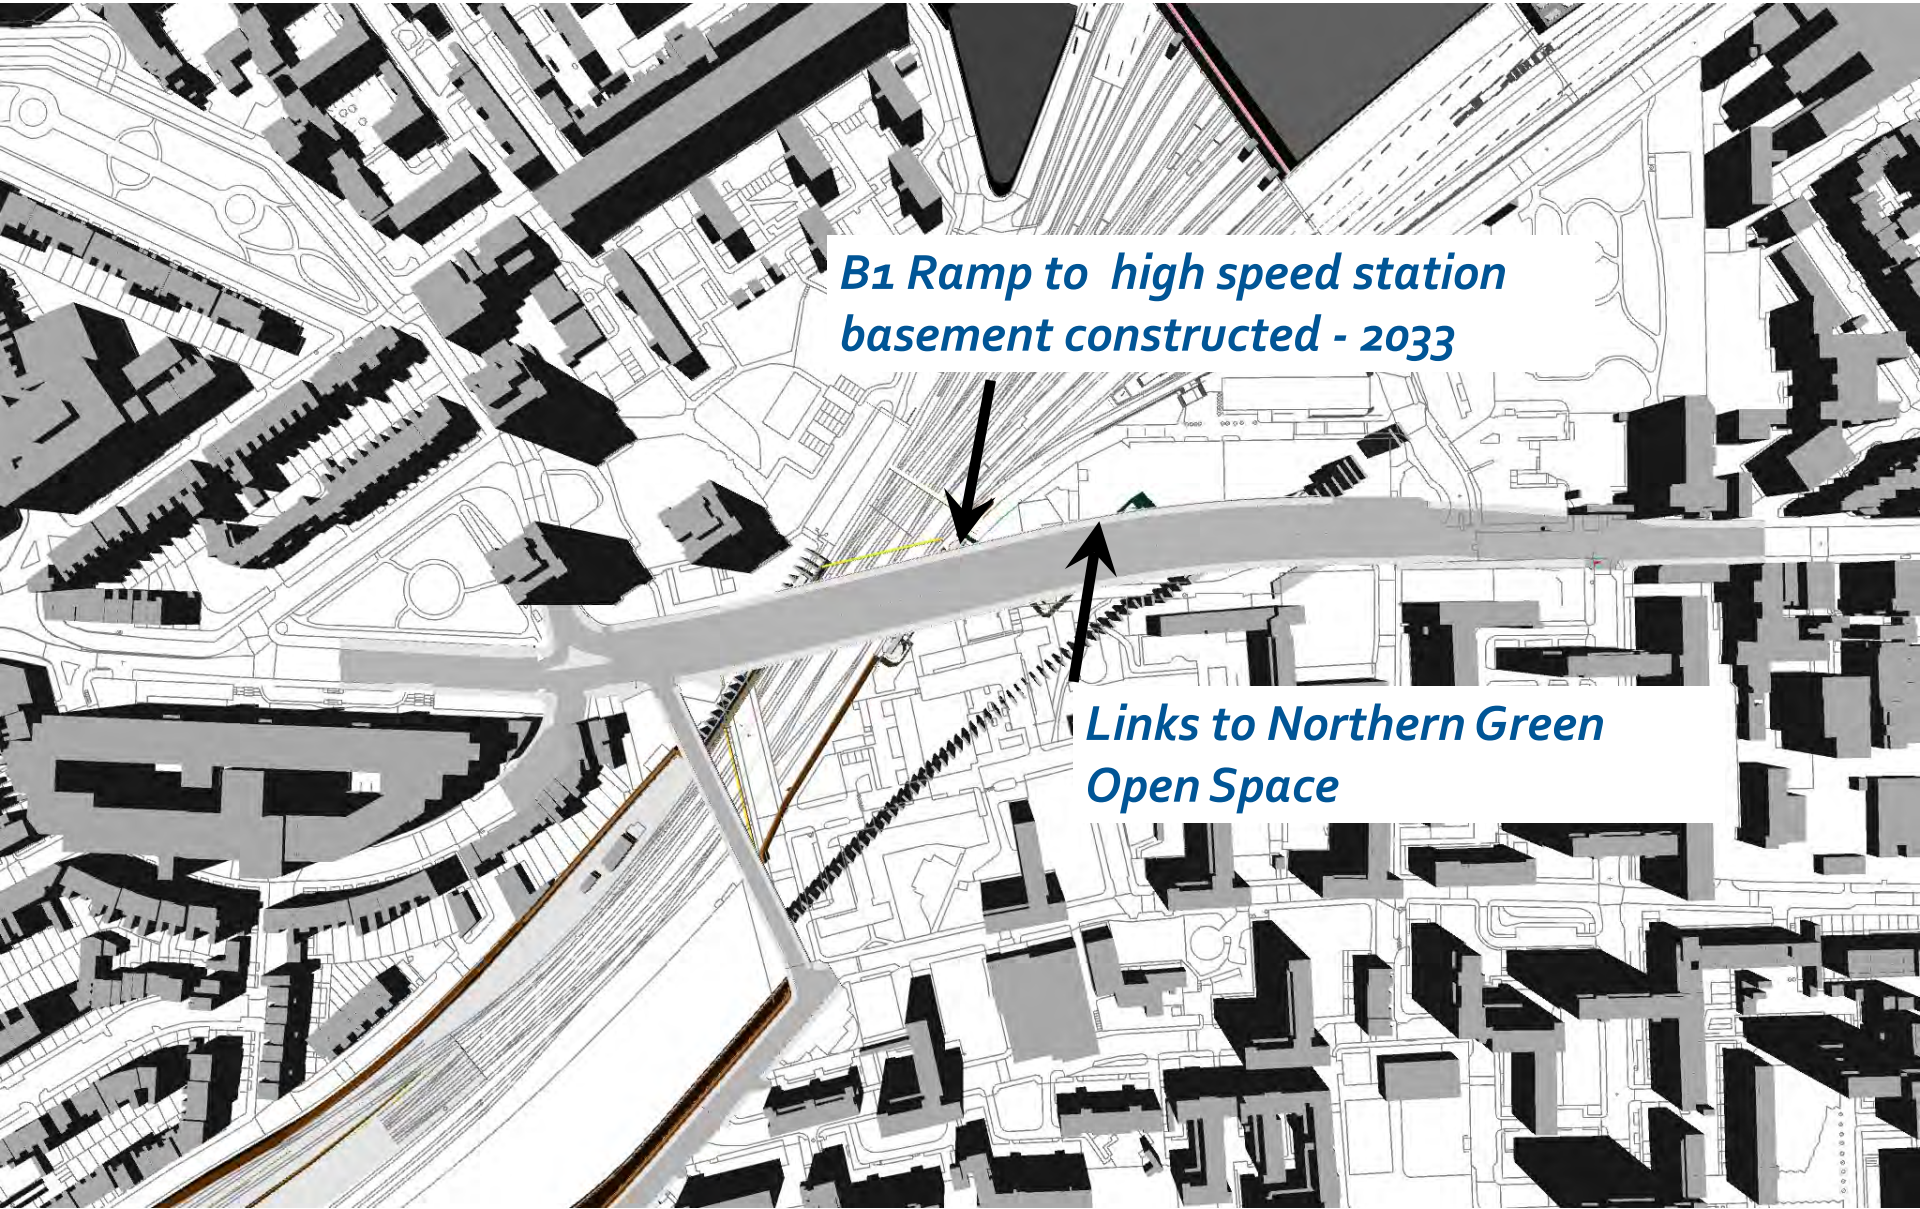 B1 Ramp to high speed station
basement constructed - 2033
Links to Northern Green
Open Space